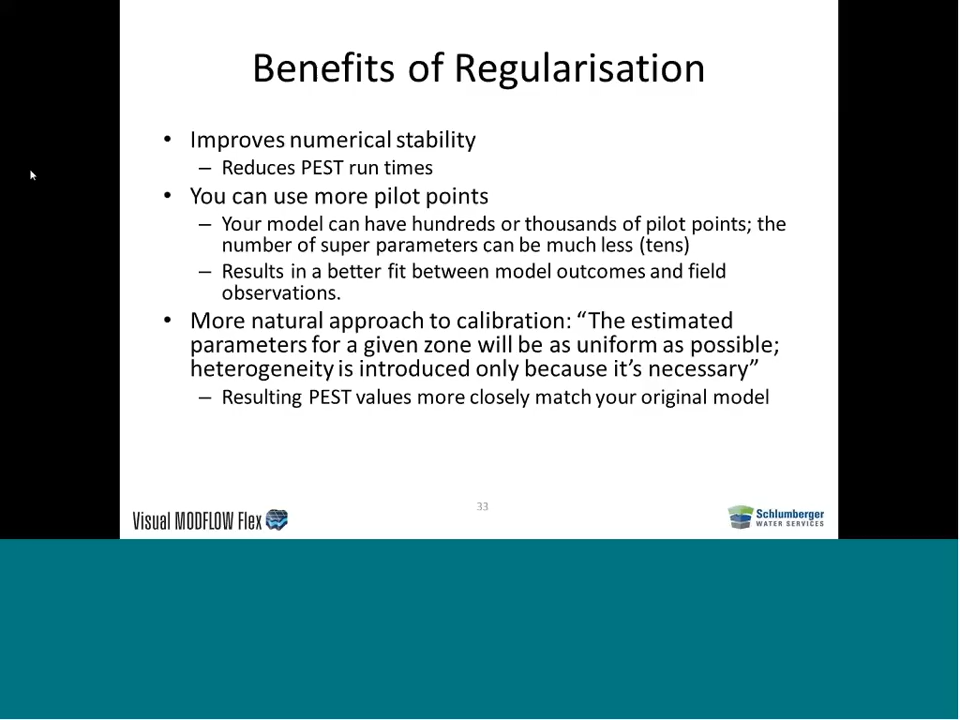 Benefits of Regularisation
• Improves numerical stability
– Reduces PEST run times
• You can use more pilot points
– Your model can have hundreds or thousands of pilot points; the
number of super parameters can be much less (tens)
– Results in a better fit between model outcomes and field
observations.
• More natural approach to calibration: “The estimated
parameters for a given zone will be as uniform as possible;
heterogeneity is introduced only because it’s necessary”
– Resulting PEST values more closely match your original model
33
Visual MODFLOW Flex
Schlumberger
WATER SERVICES